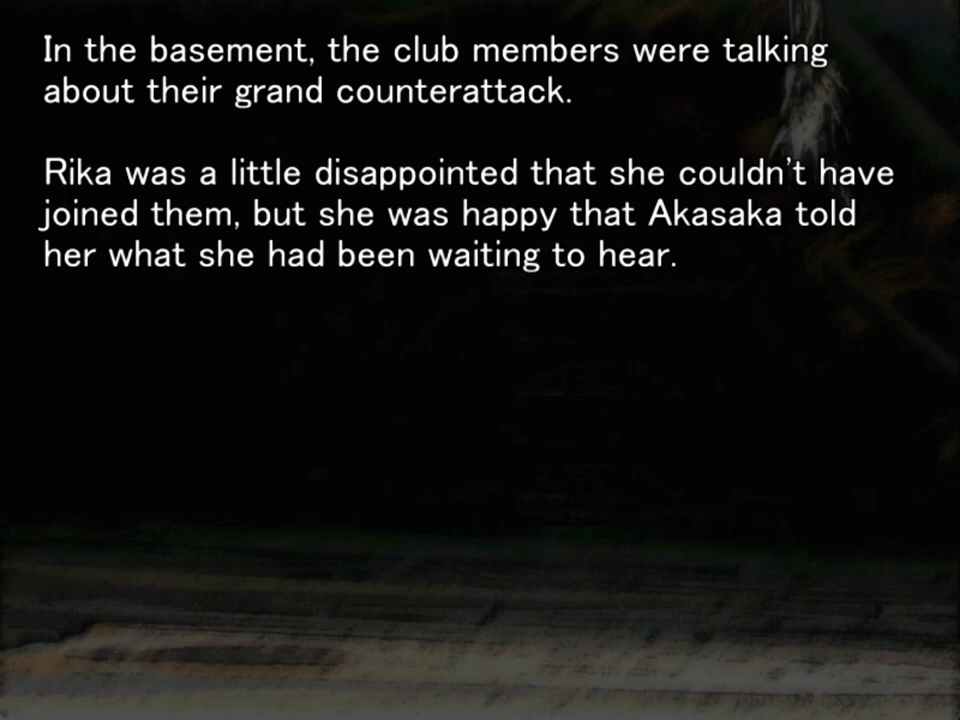 In the basement, the club members were talking
about their grand counterattack.
Rika was a little disappointed that she couldn't have
joined them, but she was happy that Akasaka told
her what she had been waiting to hear.